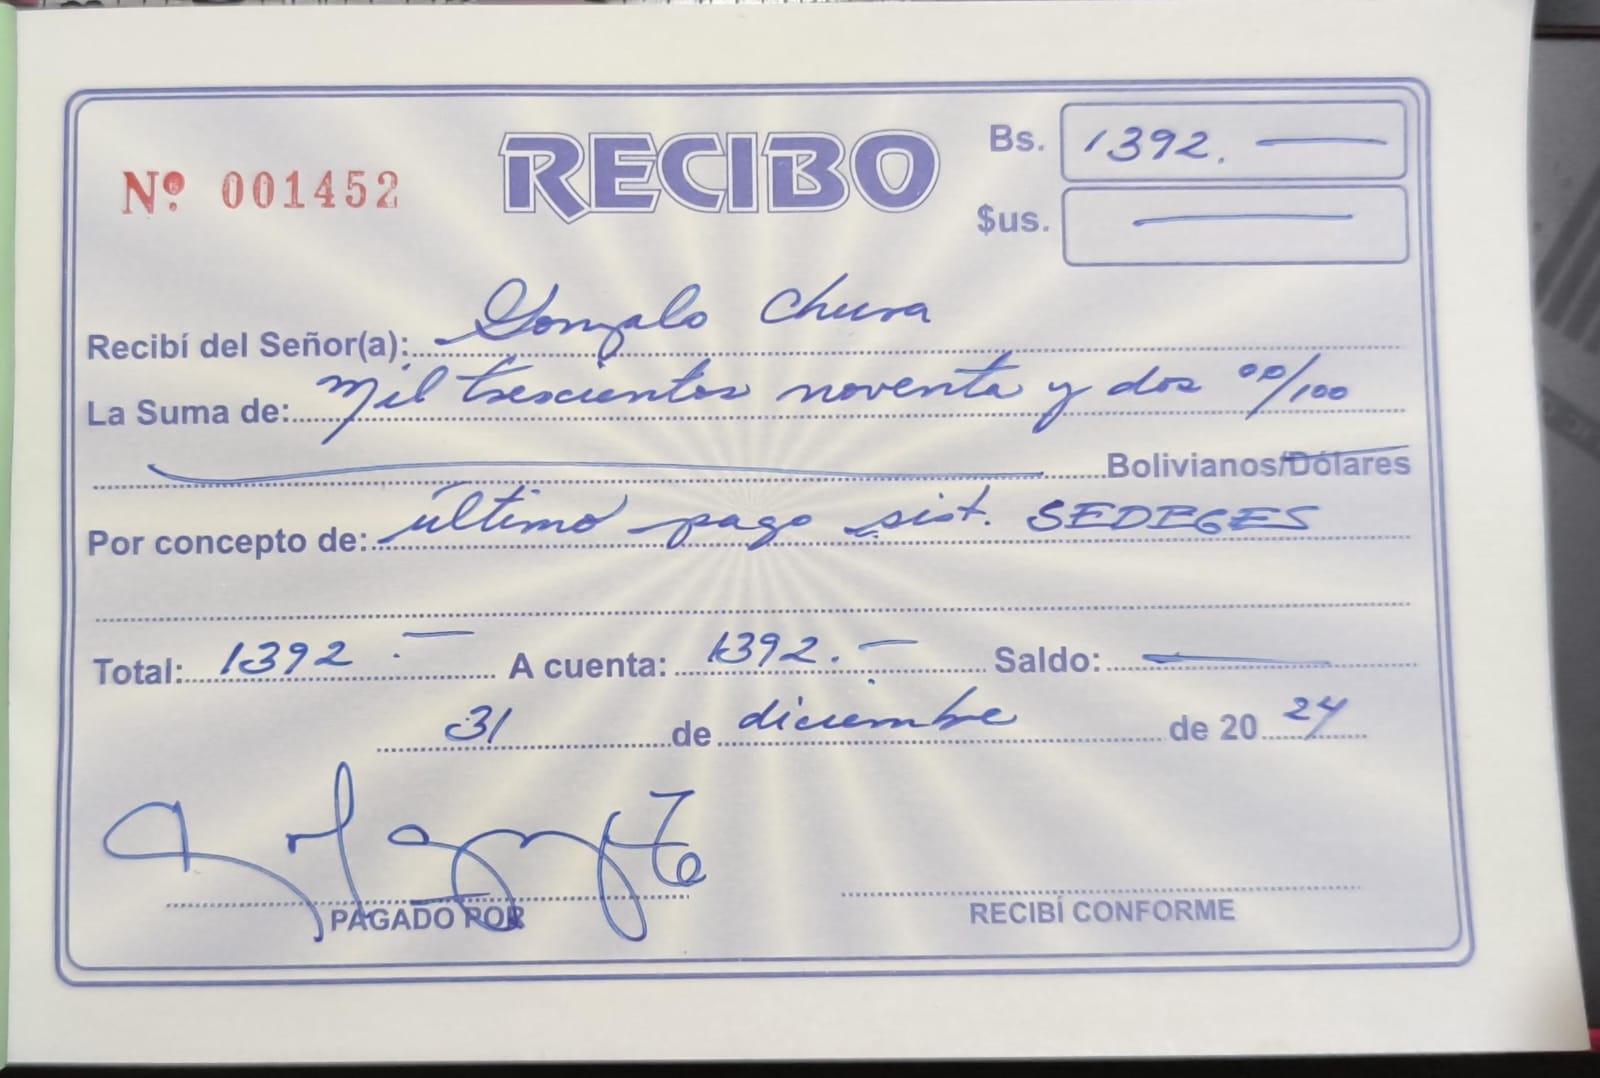 Nº 001452
RECIBO
Bs. 1392.
$us.
Recibí del Señor(a): Gonzalo Chura
La Suma de: Mil trescientos noventa y dos 00/100
Bolivianos/Dólares
Por concepto de: último pago sist. SEDEGES
Total: 1392.- A cuenta: 1392.- Saldo:
31 de diciembre de 2024
PAGADO POR
RECIBÍ CONFORME